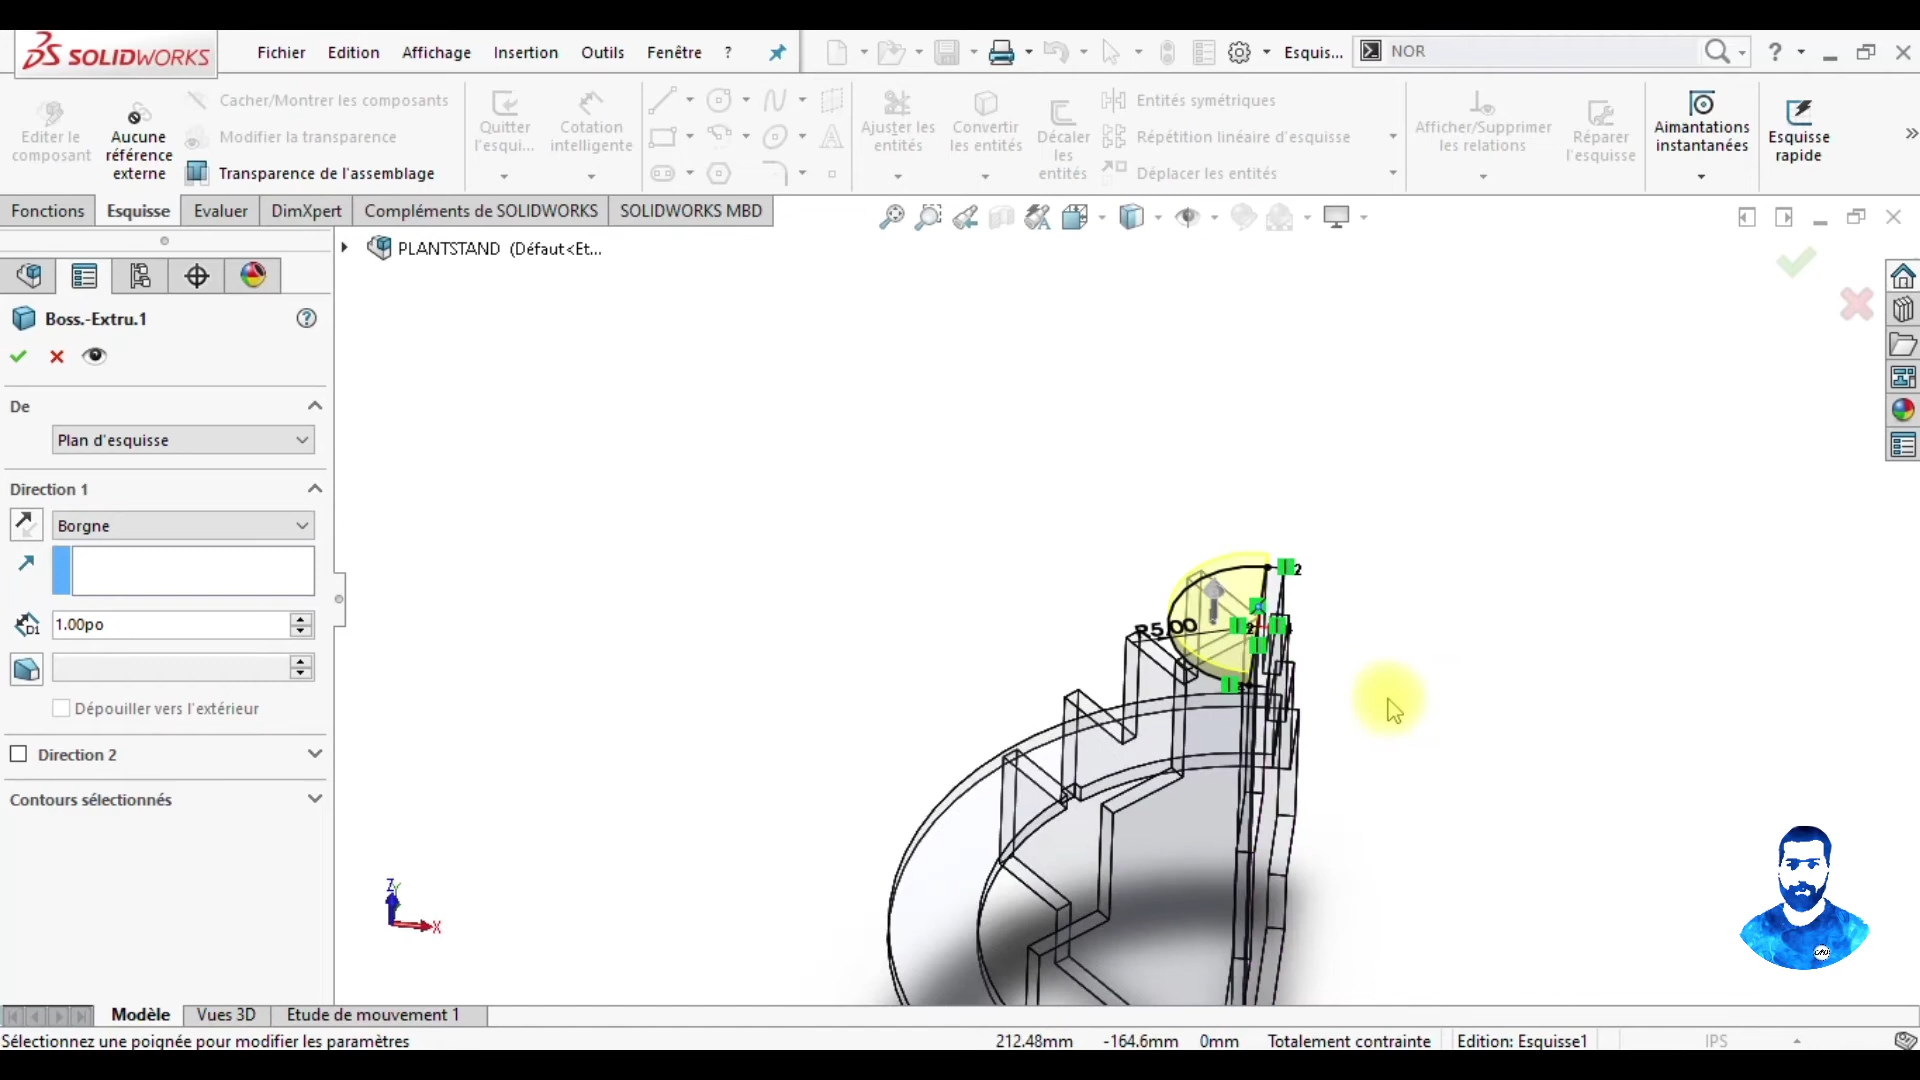 SOLIDWORKS
Fichier Edition Affichage Insertion Outils Fenêtre ?
Esquis...
NOR
?
Editer le composant
Aucune référence externe
Cacher/Montrer les composants
Modifier la transparence
Transparence de l'assemblage
Quitter l'esqui...
Cotation intelligente
Ajuster les entités
Convertir les entités
Décaler les entités
Entités symétriques
Répétition linéaire d'esquisse
Déplacer les entités
Afficher/Supprimer les relations
Réparer l'esquisse
Aimantations instantanées
Esquisse rapide
Fonctions Esquisse Evaluer DimXpert Compléments de SOLIDWORKS SOLIDWORKS MBD
PLANTSTAND (Défaut<Et...
Boss.-Extru.1
De
Plan d'esquisse
Direction 1
Borgne
D1
1.00po
Dépouiller vers l'extérieur
Direction 2
Contours sélectionnés
2
R5.00
2
Z
Y
X
Modèle Vues 3D Etude de mouvement 1
Sélectionnez une poignée pour modifier les paramètres
212.48mm -164.6mm 0mm Totalement contrainte Edition: Esquisse1 IPS